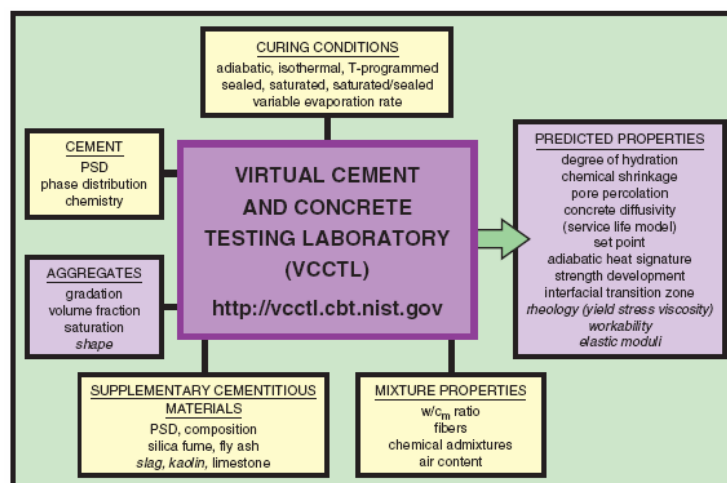 CURING CONDITIONS
adiabatic, isothermal, T-programmed
sealed, saturated, saturated/sealed
variable evaporation rate
CEMENT
PSD
phase distribution
chemistry
AGGREGATES
gradation
volume fraction
saturation
shape
VIRTUAL CEMENT
AND CONCRETE
TESTING LABORATORY
(VCCTL)
http://vcctl.cbt.nist.gov
PREDICTED PROPERTIES
degree of hydration
chemical shrinkage
pore percolation
concrete diffusivity
(service life model)
set point
adiabatic heat signature
strength development
interfacial transition zone
rheology (yield stress viscosity)
workability
elastic moduli
SUPPLEMENTARY CEMENTITIOUS
MATERIALS
PSD, composition
silica fume, fly ash
slag, kaolin, limestone
MIXTURE PROPERTIES
w/cm ratio
fibers
chemical admixtures
air content